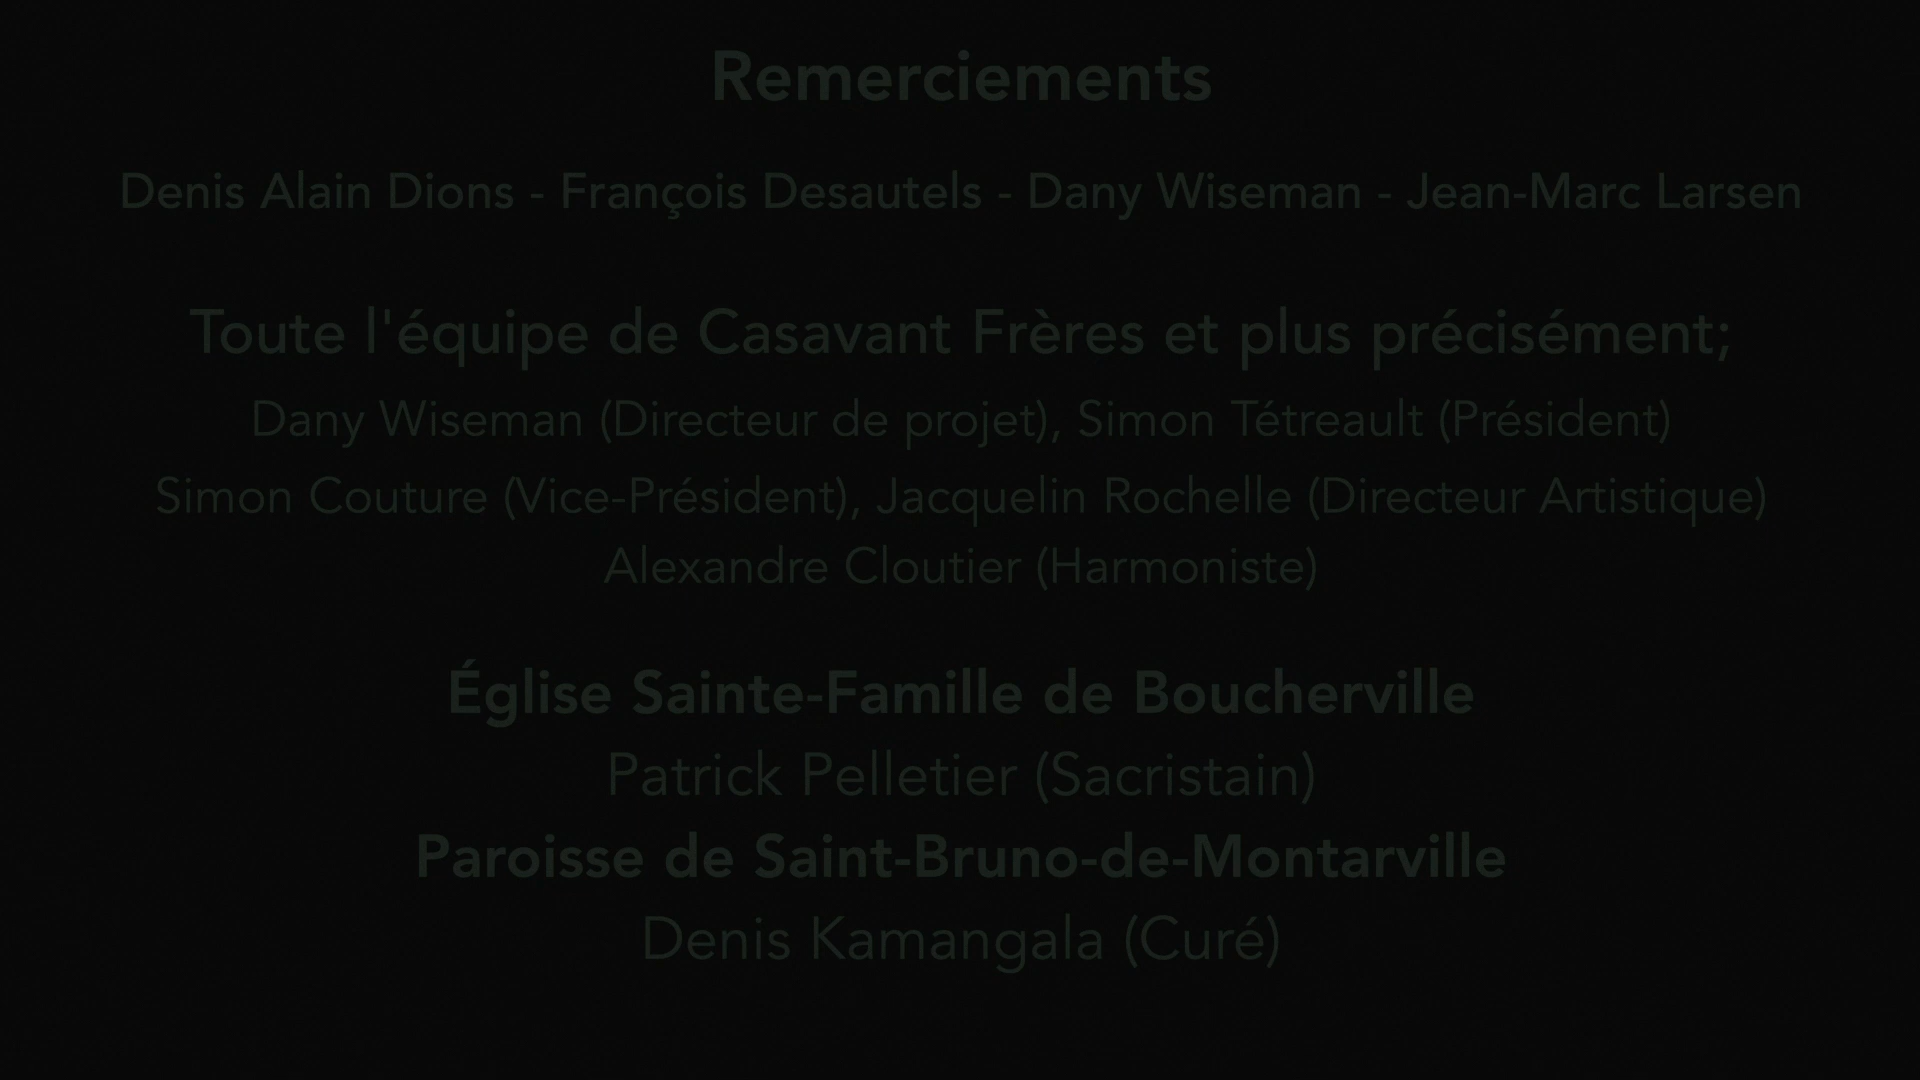 Remerciements
Denis Alain Dions - François Desautels - Dany Wiseman - Jean-Marc Larsen
Toute l'équipe de Casavant Frères et plus précisément;
Dany Wiseman (Directeur de projet), Simon Tétreault (Président)
Simon Couture (Vice-Président), Jacquelin Rochelle (Directeur Artistique)
Alexandre Cloutier (Harmoniste)
Église Sainte-Famille de Boucherville
Patrick Pelletier (Sacristain)
Paroisse de Saint-Bruno-de-Montarville
Denis Kamangala (Curé)